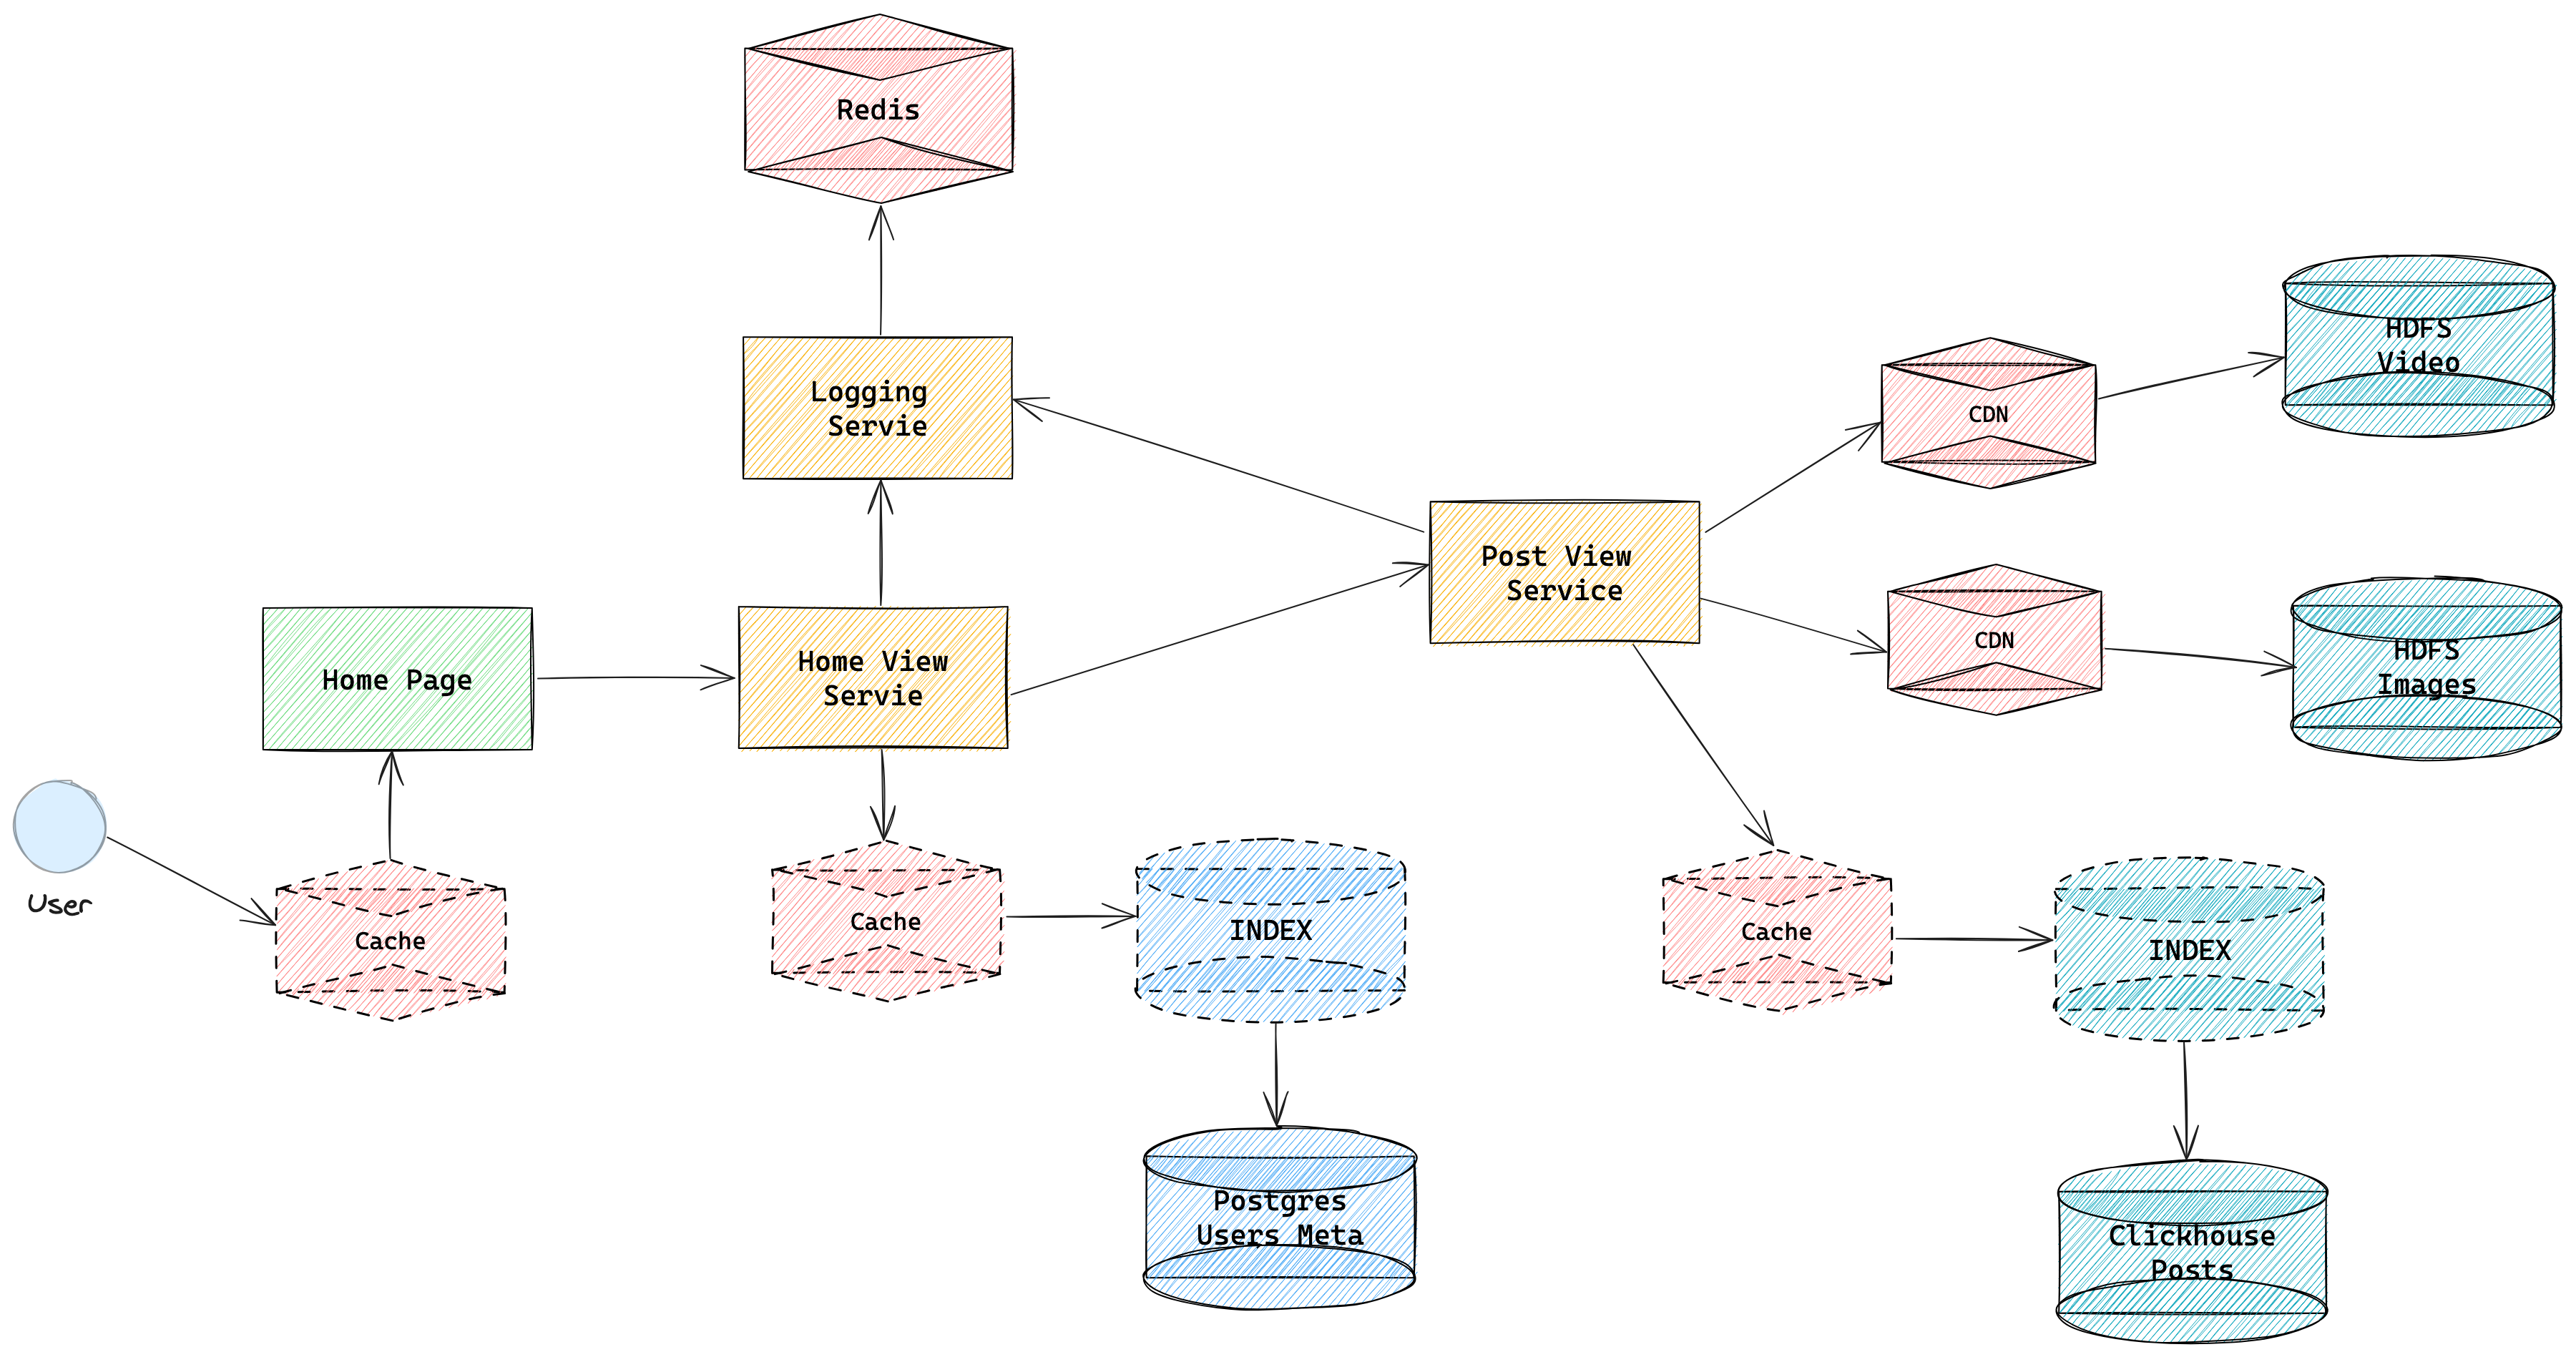 Redis
Logging
Servie
HDFS
Video
CDN
Post View
Service
CDN
HDFS
Images
Home Page
Home View
Servie
User
Cache
Cache
INDEX
Cache
INDEX
Postgres
Users Meta
Clickhouse
Posts